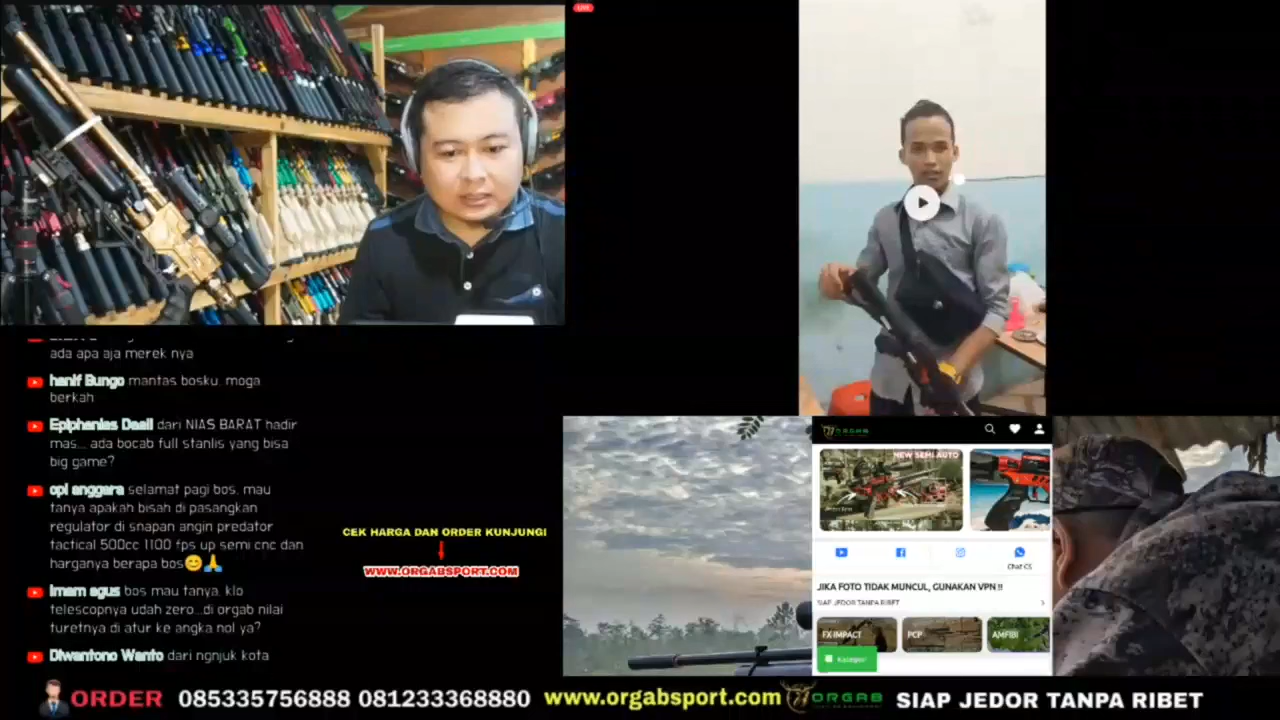 LIVE
ada apa aja merek nya
hanif Bungo mantas bosku, moga
berkah
Epiphanias Daeli dari NIAS BARAT hadir
mas... ada bocab full stanlis yang bisa
big game?
opi anggara selamat pagi bos, mau
tanya apakah bisah di pasangkan
regulator di snapan angin predator
tactical 500cc 1100 fps up semi cnc dan
harganya berapa bos😊🙏
Imam agus bos mau tanya, klo
telescopnya udah zero...di orgab nilai
turetnya di atur ke angka nol ya?
Diwantono Wanto dari ngnjuk kota
CEK HARGA DAN ORDER KUNJUNGI
WWW.ORGABSPORT.COM
ORGAB
NEW SEMI AUTO
Chat CS
JIKA FOTO TIDAK MUNCUL, GUNAKAN VPN !!
SIAP JEDOR TANPA RIBET
FX IMPACT
PCP
AMFIBI
Kategori
ORDER 085335756888 081233368880 www.orgabsport.com ORGAB SIAP JEDOR TANPA RIBET